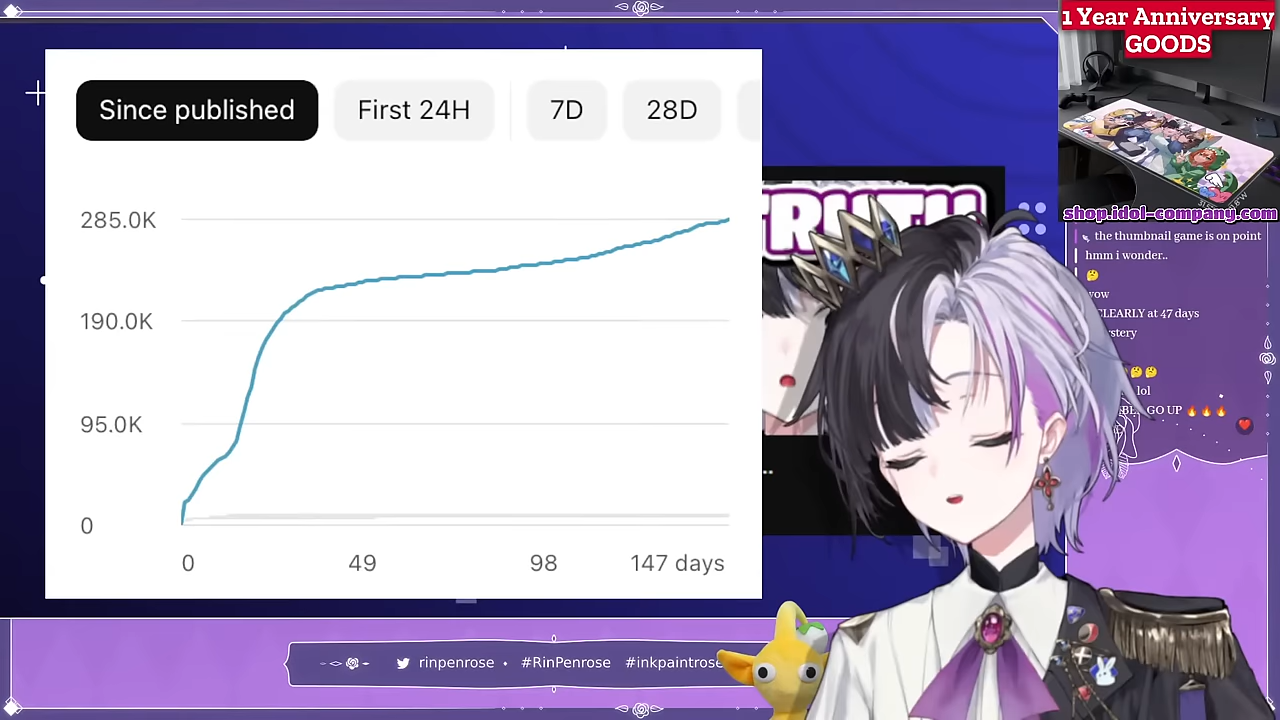 Since published
First 24H
7D
28D
285.0K
190.0K
95.0K
0
0
49
98
147 days
TRUTH
1 Year Anniversary
GOODS
shop.idol-company.com
the thumbnail game is on point
hmm i wonder..
🤔
wow
CLEARLY at 47 days
🤔🤔
lol
GO UP 🔥🔥🔥
rinpenrose • #RinPenrose #inkpaintrose